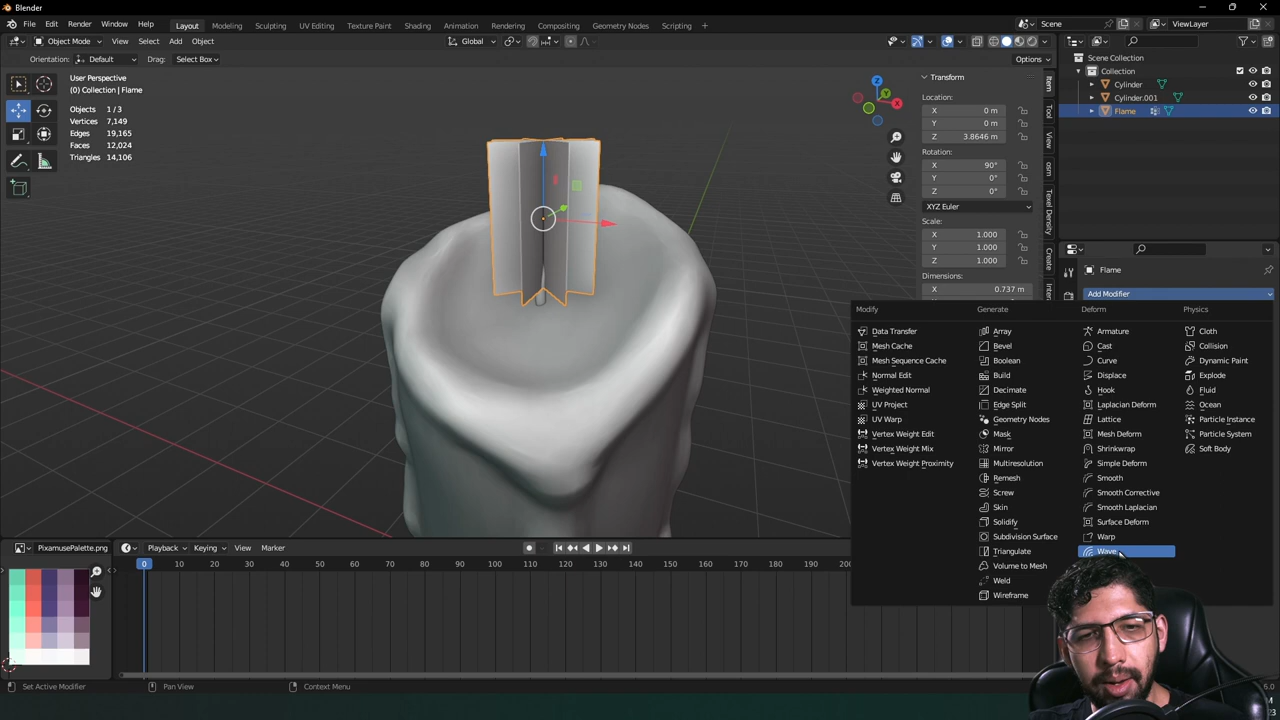 Blender
File Edit Render Window Help
Layout Modeling Sculpting UV Editing Texture Paint Shading Animation Rendering Compositing Geometry Nodes Scripting +
Scene
ViewLayer
Object Mode View Select Add Object
Global
Orientation: Default Drag: Select Box
Options
User Perspective
(0) Collection | Flame
Objects 1 / 3
Vertices 7,149
Edges 19,165
Faces 12,024
Triangles 14,106
Z
Y
X
Transform
Location:
X 0 m
Y 0 m
Z 3.8646 m
Rotation:
X 90°
Y 0°
Z 0°
XYZ Euler
Scale:
X 1.000
Y 1.000
Z 1.000
Dimensions:
X 0.737 m
Item
Tool
View
osm
Texel Density
Create
Scene Collection
Collection
Cylinder
Cylinder.001
Flame
Flame
Add Modifier
Modify Generate Deform Physics
Data Transfer Array Armature Cloth
Mesh Cache Bevel Cast Collision
Mesh Sequence Cache Boolean Curve Dynamic Paint
Normal Edit Build Displace Explode
Weighted Normal Decimate Hook Fluid
UV Project Edge Split Laplacian Deform Ocean
UV Warp Geometry Nodes Lattice Particle Instance
Vertex Weight Edit Mask Mesh Deform Particle System
Vertex Weight Mix Mirror Shrinkwrap Soft Body
Vertex Weight Proximity Multiresolution Simple Deform
Remesh Smooth
Screw Smooth Corrective
Skin Smooth Laplacian
Solidify Surface Deform
Subdivision Surface Warp
Triangulate Wave
Volume to Mesh
Weld
Wireframe
PixamusePalette.png
Playback Keying View Marker
0 10 20 30 40 50 60 70 80 90 100 110 120 130 140 150 160 170 180 190
Set Active Modifier Pan View Context Menu